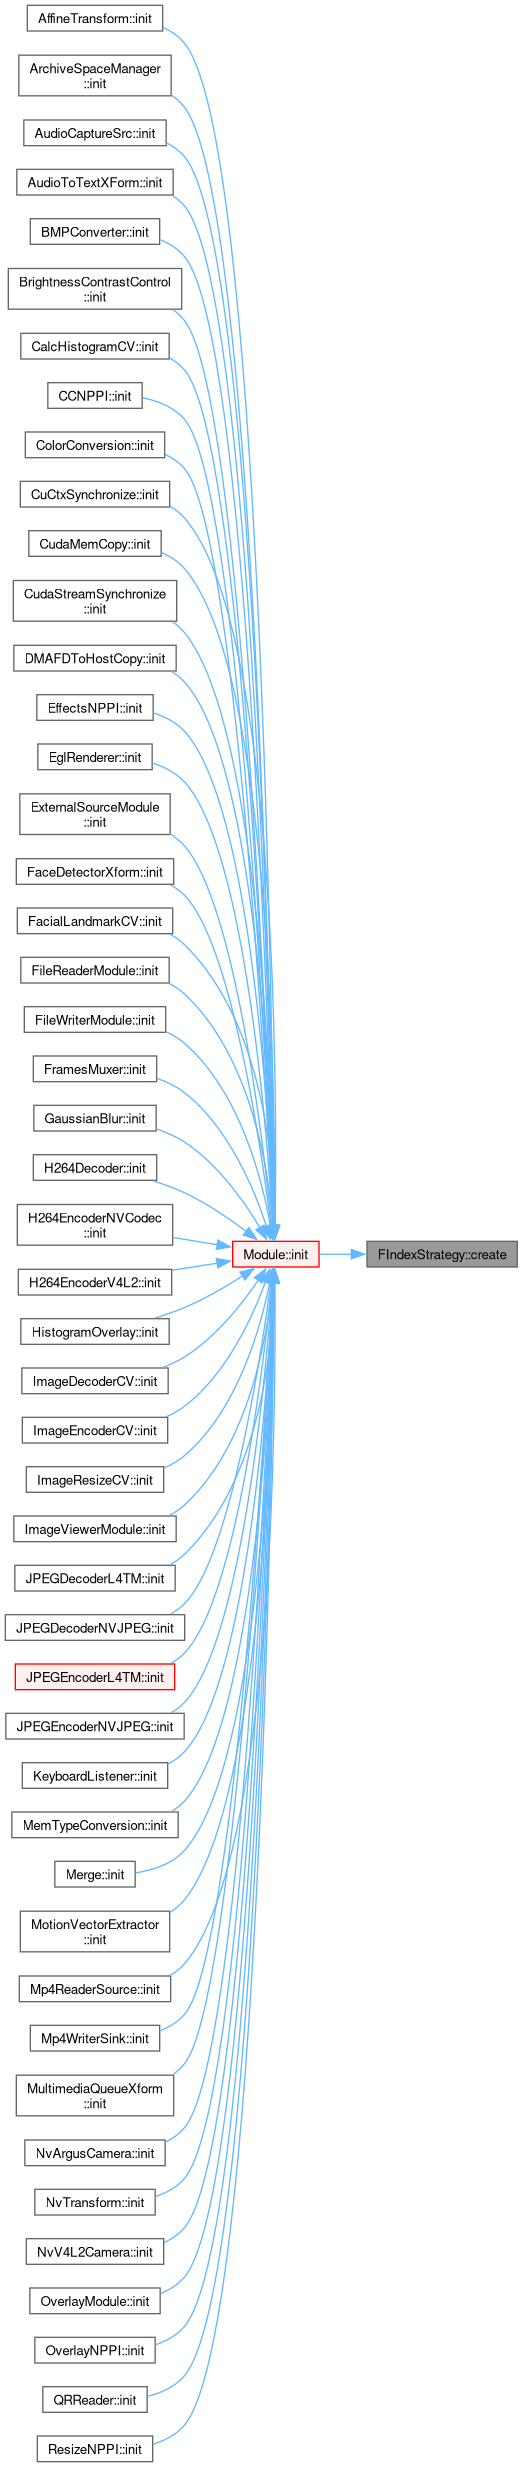 AffineTransform::init
ArchiveSpaceManager
::init
AudioCaptureSrc::init
AudioToTextXForm::init
BMPConverter::init
BrightnessContrastControl
::init
CalcHistogramCV::init
CCNPPI::init
ColorConversion::init
CuCtxSynchronize::init
CudaMemCopy::init
CudaStreamSynchronize
::init
DMAFDToHostCopy::init
EffectsNPPI::init
EglRenderer::init
ExternalSourceModule
::init
FaceDetectorXform::init
FacialLandmarkCV::init
FileReaderModule::init
FileWriterModule::init
FramesMuxer::init
GaussianBlur::init
H264Decoder::init
H264EncoderNVCodec
::init
Module::init
FIndexStrategy::create
H264EncoderV4L2::init
HistogramOverlay::init
ImageDecoderCV::init
ImageEncoderCV::init
ImageResizeCV::init
ImageViewerModule::init
JPEGDecoderL4TM::init
JPEGDecoderNVJPEG::init
JPEGEncoderL4TM::init
JPEGEncoderNVJPEG::init
KeyboardListener::init
MemTypeConversion::init
Merge::init
MotionVectorExtractor
::init
Mp4ReaderSource::init
Mp4WriterSink::init
MultimediaQueueXform
::init
NvArgusCamera::init
NvTransform::init
NvV4L2Camera::init
OverlayModule::init
OverlayNPPI::init
QRReader::init
ResizeNPPI::init